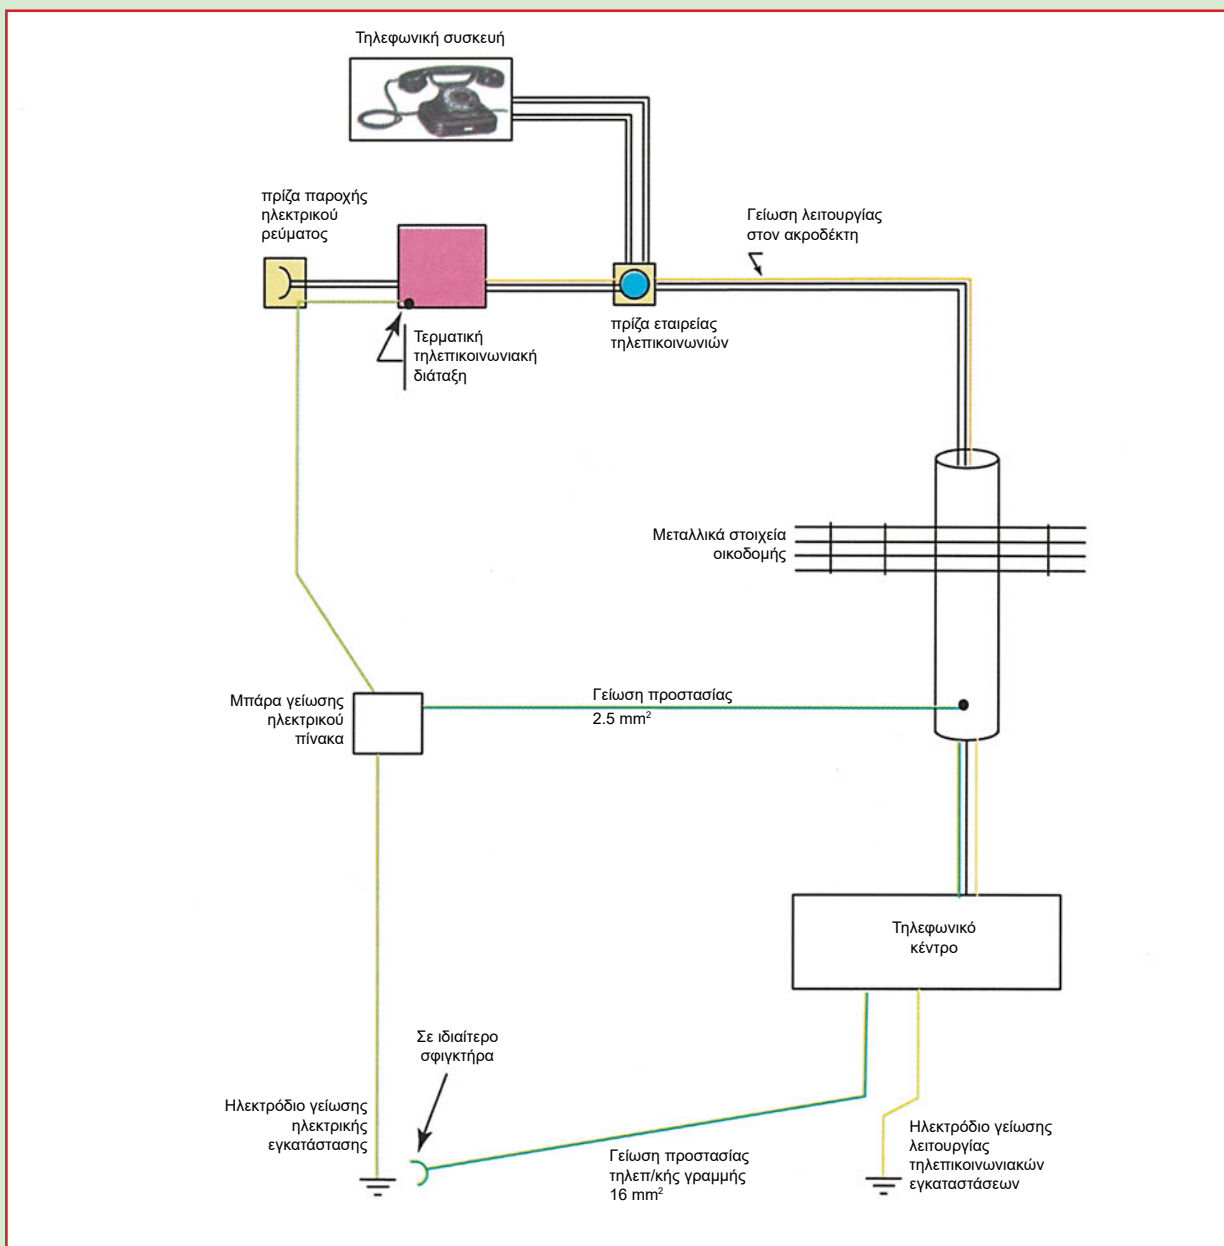 Τηλεφωνική συσκευή
πρίζα παροχής
ηλεκτρικού
ρεύματος
Γείωση λειτουργίας
στον ακροδέκτη
πρίζα εταιρείας
τηλεπικοινωνιών
Τερματική
τηλεπικοινωνιακή
διάταξη
Μεταλλικά στοιχεία
οικοδομής
Μπάρα γείωσης
ηλεκτρικού
πίνακα
Γείωση προστασίας
2.5 mm²
Τηλεφωνικό
κέντρο
Σε ιδιαίτερο
σφιγκτήρα
Ηλεκτρόδιο γείωσης
ηλεκτρικής
εγκατάστασης
Γείωση προστασίας
τηλεπ/κής γραμμής
16 mm²
Ηλεκτρόδιο γείωσης
λειτουργίας
τηλεπικοινωνιακών
εγκαταστάσεων